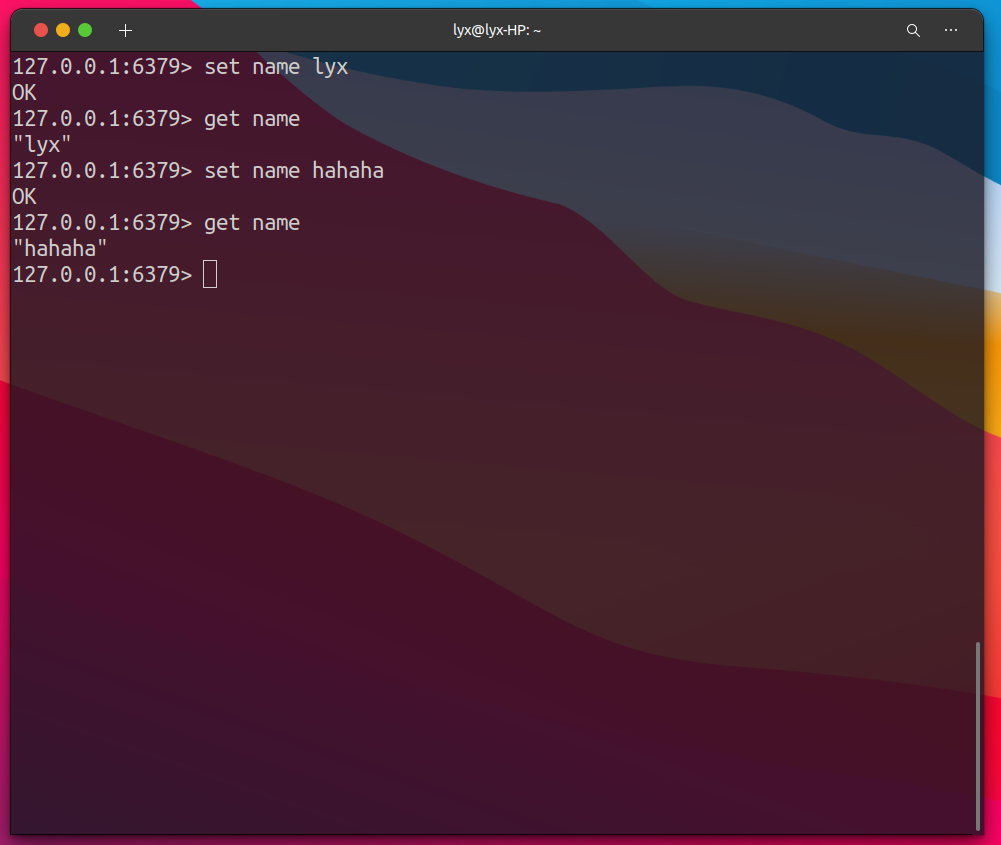 lyx@lyx-HP: ~
127.0.0.1:6379> set name lyx
OK
127.0.0.1:6379> get name
"lyx"
127.0.0.1:6379> set name hahaha
OK
127.0.0.1:6379> get name
"hahaha"
127.0.0.1:6379>